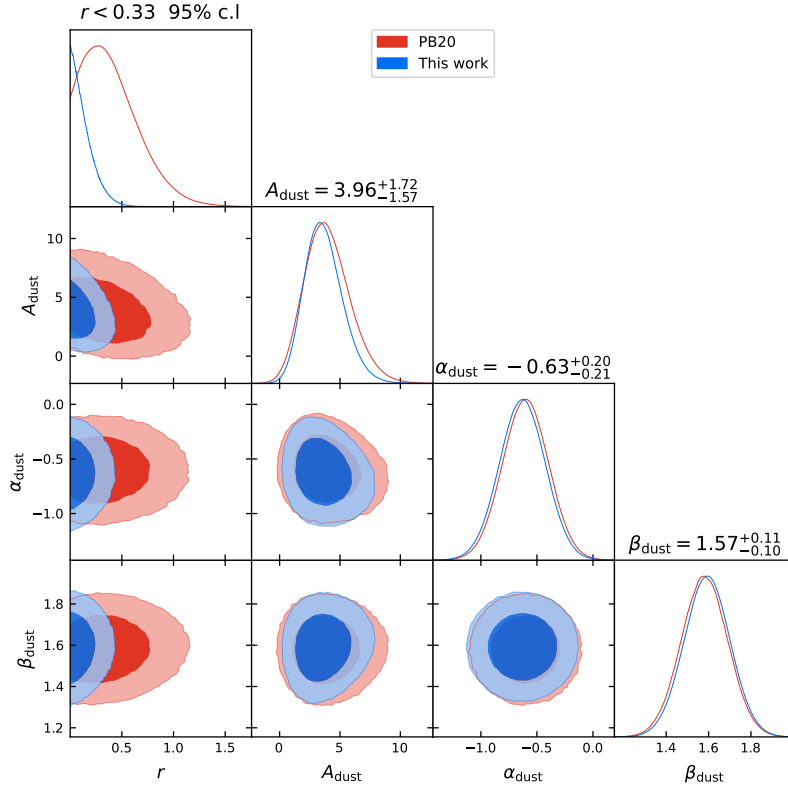 r < 0.33 95% c.l
PB20
This work
A_dust = 3.96^{+1.72}_{-1.57}
10
5
0
A_dust
α_dust = −0.63^{+0.20}_{-0.21}
0.0
−0.5
−1.0
α_dust
β_dust = 1.57^{+0.11}_{-0.10}
1.8
1.6
1.4
1.2
β_dust
0.5 1.0 1.5
0 5 10
−1.0 −0.5 0.0
1.4 1.6 1.8
r
A_dust
α_dust
β_dust